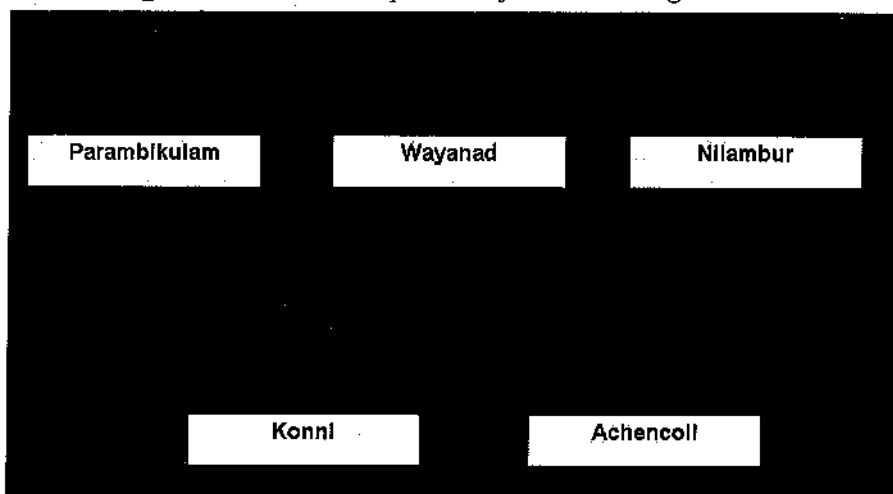 Parambikulam
Wayanad
Nilambur
Konni
Achencoil